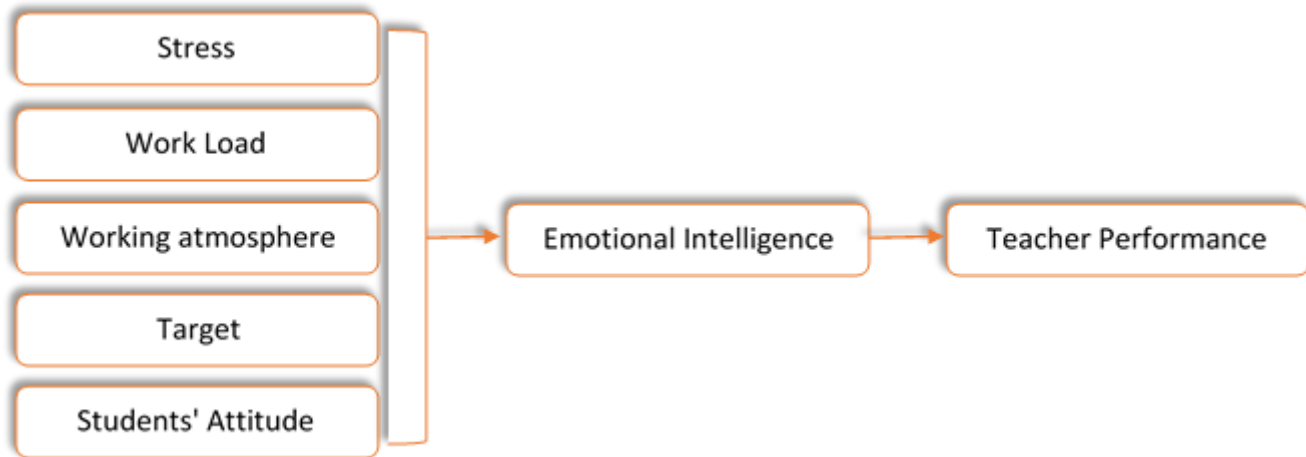 Stress
Work Load
Working atmosphere
Target
Students' Attitude
Emotional Intelligence
Teacher Performance